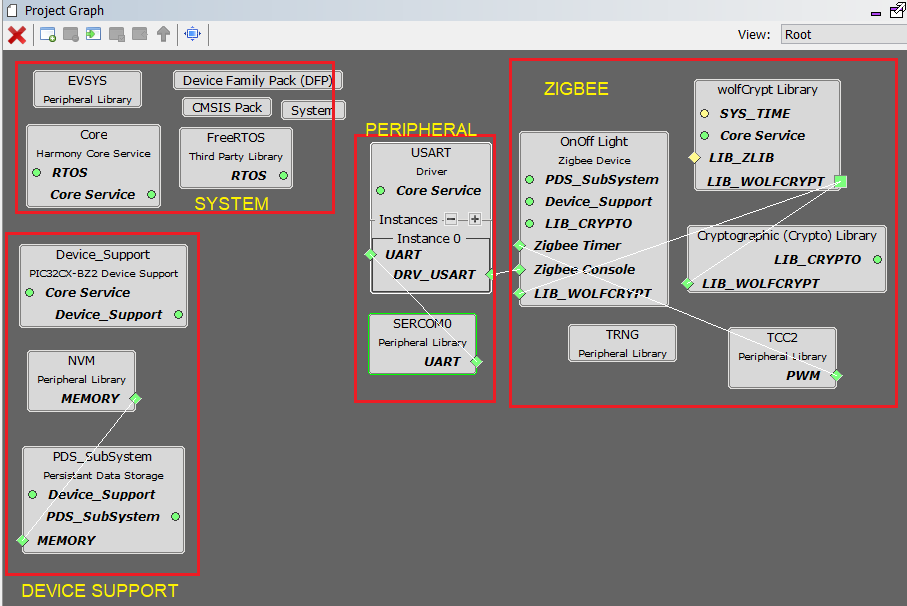 Project Graph
View: Root
EVSYS
Peripheral Library
Device Family Pack (DFP)
CMSIS Pack
System
Core
Harmony Core Service
RTOS
Core Service
FreeRTOS
Third Party Library
RTOS
SYSTEM
Device_Support
PIC32CX-BZ2 Device Support
Core Service
Device_Support
NVM
Peripheral Library
MEMORY
PDS_SubSystem
Persistant Data Storage
Device_Support
PDS_SubSystem
MEMORY
DEVICE SUPPORT
PERIPHERAL
USART
Driver
Core Service
Instances
Instance 0
UART
DRV_USART
SERCOM0
Peripheral Library
UART
ZIGBEE
OnOff Light
Zigbee Device
PDS_SubSystem
Device_Support
LIB_CRYPTO
Zigbee Timer
Zigbee Console
LIB_WOLFCRYPT
wolfCrypt Library
SYS_TIME
Core Service
LIB_ZLIB
LIB_WOLFCRYPT
Cryptographic (Crypto) Library
LIB_CRYPTO
LIB_WOLFCRYPT
TRNG
Peripheral Library
TCC2
Peripheral Library
PWM